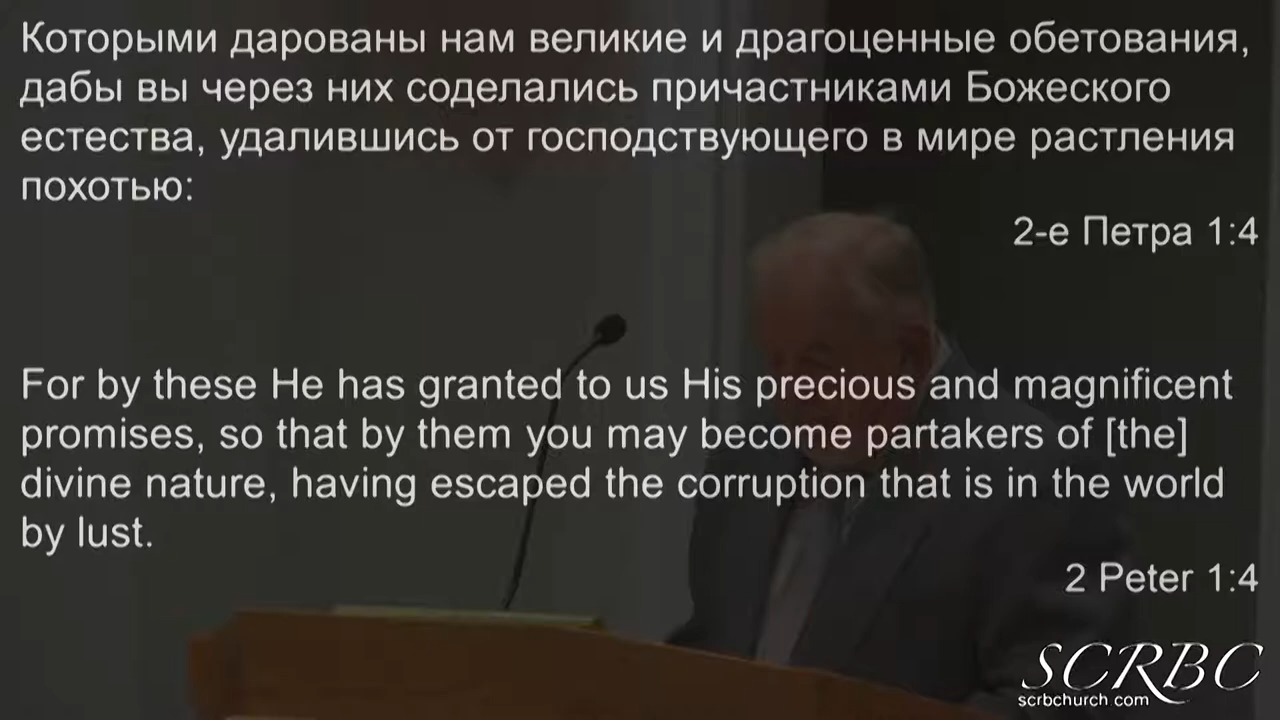 Которыми дарованы нам великие и драгоценные обетования,
дабы вы через них соделались причастниками Божеского
естества, удалившись от господствующего в мире растления
похотью:
2-е Петра 1:4
For by these He has granted to us His precious and magnificent
promises, so that by them you may become partakers of [the]
divine nature, having escaped the corruption that is in the world
by lust.
2 Peter 1:4
SCRBC
scrbchurch.com